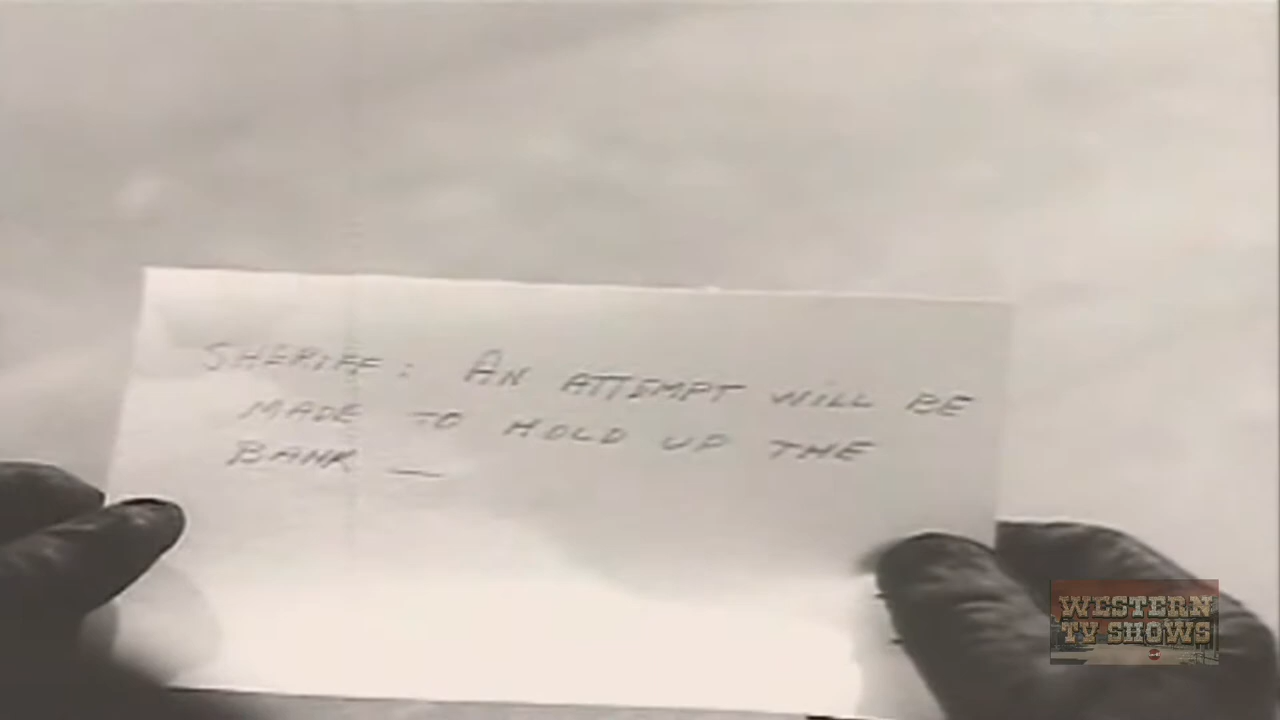 SHERIFF: AN ATTEMPT WILL BE
MADE TO HOLD UP THE
BANK —
WESTERN
TV SHOWS